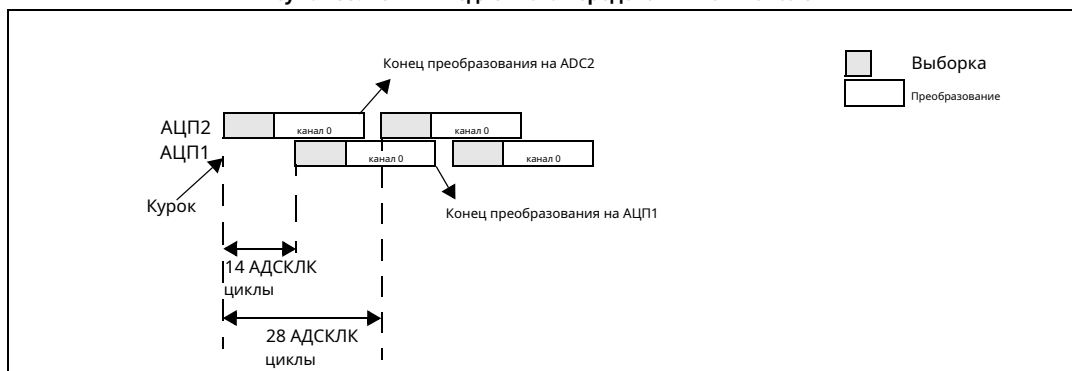 Конец преобразования на ADC2
Выборка
Преобразование
АЦП2
канал 0
канал 0
АЦП1
канал 0
канал 0
Курок
Конец преобразования на АЦП1
14 АДСКЛК
циклы
28 АДСКЛК
циклы